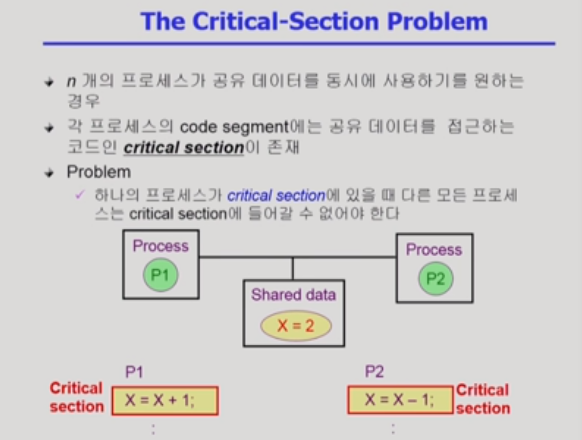 The Critical-Section Problem
n 개의 프로세스가 공유 데이터를 동시에 사용하기를 원하는
경우
각 프로세스의 code segment에는 공유 데이터를 접근하는
코드인 critical section이 존재
Problem
✓ 하나의 프로세스가 critical section에 있을 때 다른 모든 프로세
스는 critical section에 들어갈 수 없어야 한다
Process
P1
Process
P2
Shared data
X = 2
P1
P2
Critical
section
X = X + 1;
X = X – 1;
Critical
section
:
: